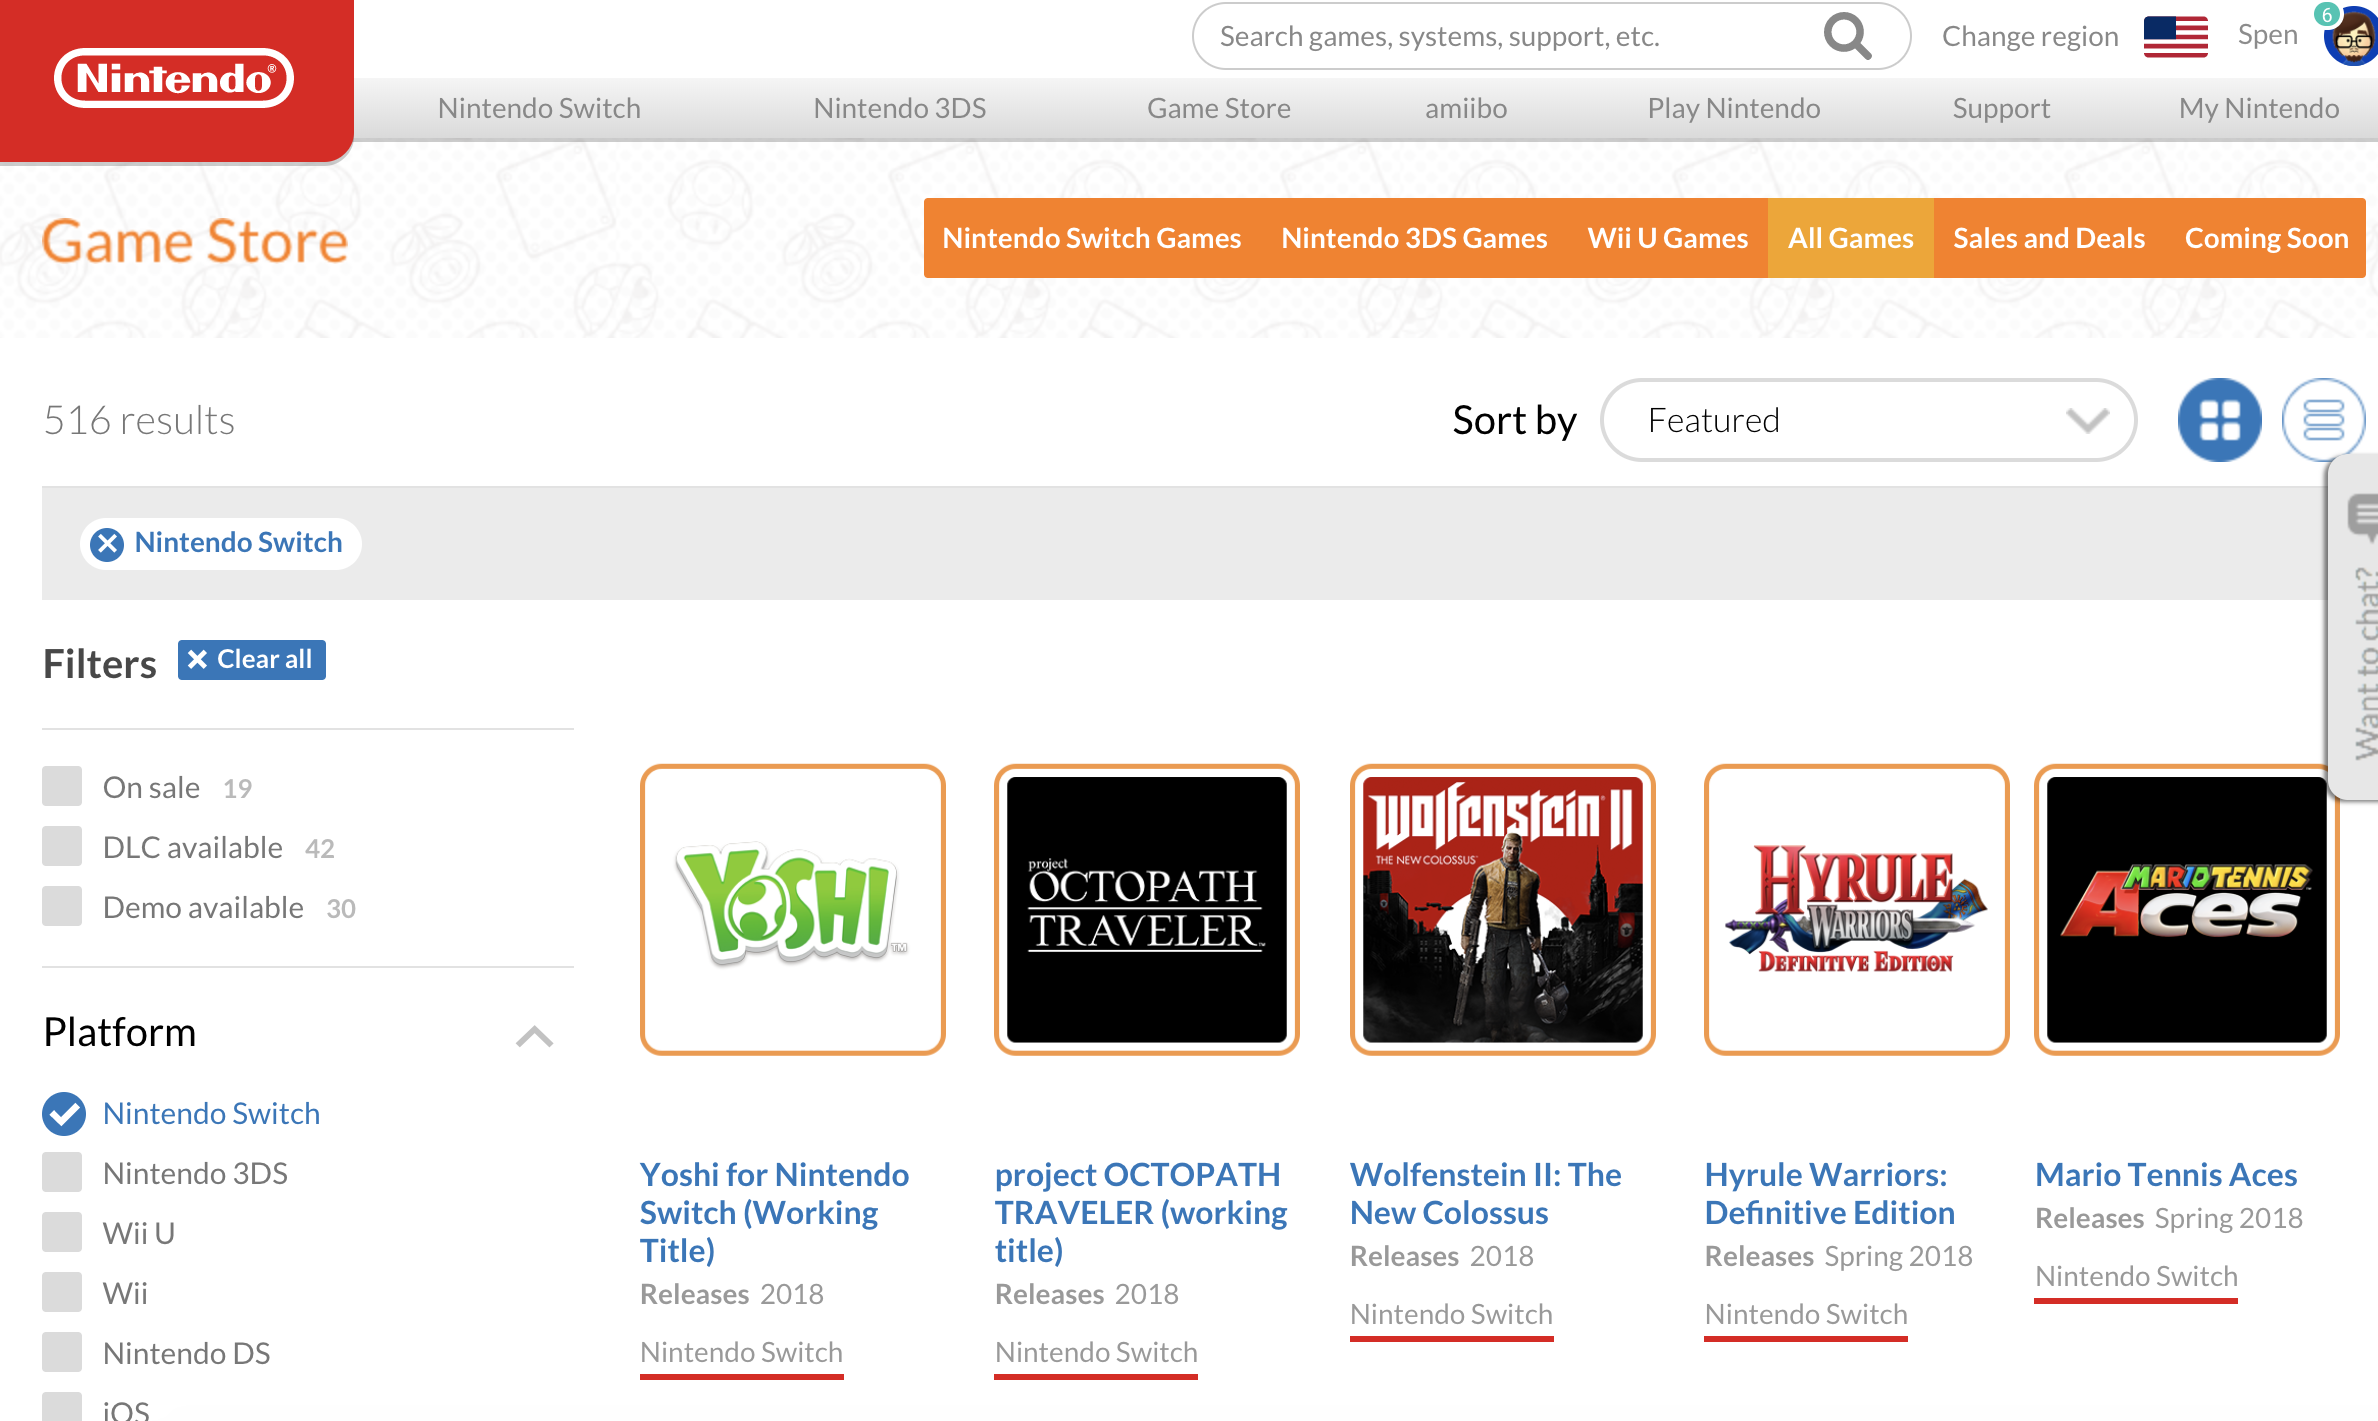 Nintendo®
Search games, systems, support, etc.
Change region
Spen
6
Nintendo Switch
Nintendo 3DS
Game Store
amiibo
Play Nintendo
Support
My Nintendo
Game Store
Nintendo Switch Games
Nintendo 3DS Games
Wii U Games
All Games
Sales and Deals
Coming Soon
516 results
Sort by
Featured
Nintendo Switch
Want to chat?
Filters
Clear all
On sale 19
DLC available 42
Demo available 30
Platform
Nintendo Switch
Nintendo 3DS
Wii U
Wii
Nintendo DS
iOS
YOSHI™
project
OCTOPATH
TRAVELER™
Wolfenstein II
THE NEW COLOSSUS
HYRULE
WARRIORS
DEFINITIVE EDITION
MARIO TENNIS
Aces
Yoshi for Nintendo
Switch (Working
Title)
Releases 2018
Nintendo Switch
project OCTOPATH
TRAVELER (working
title)
Releases 2018
Nintendo Switch
Wolfenstein II: The
New Colossus
Releases 2018
Nintendo Switch
Hyrule Warriors:
Definitive Edition
Releases Spring 2018
Nintendo Switch
Mario Tennis Aces
Releases Spring 2018
Nintendo Switch